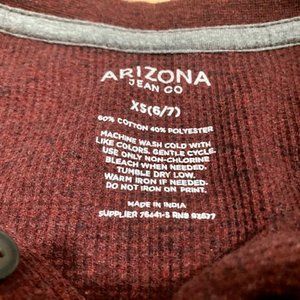 ARIZONA
JEAN CO
XS(6/7)
60% COTTON 40% POLYESTER
MACHINE WASH COLD WITH
LIKE COLORS. GENTLE CYCLE.
USE ONLY NON-CHLORINE
BLEACH WHEN NEEDED.
TUMBLE DRY LOW.
WARM IRON IF NEEDED.
DO NOT IRON ON PRINT.
MADE IN INDIA
SUPPLIER 76441-3 RN#